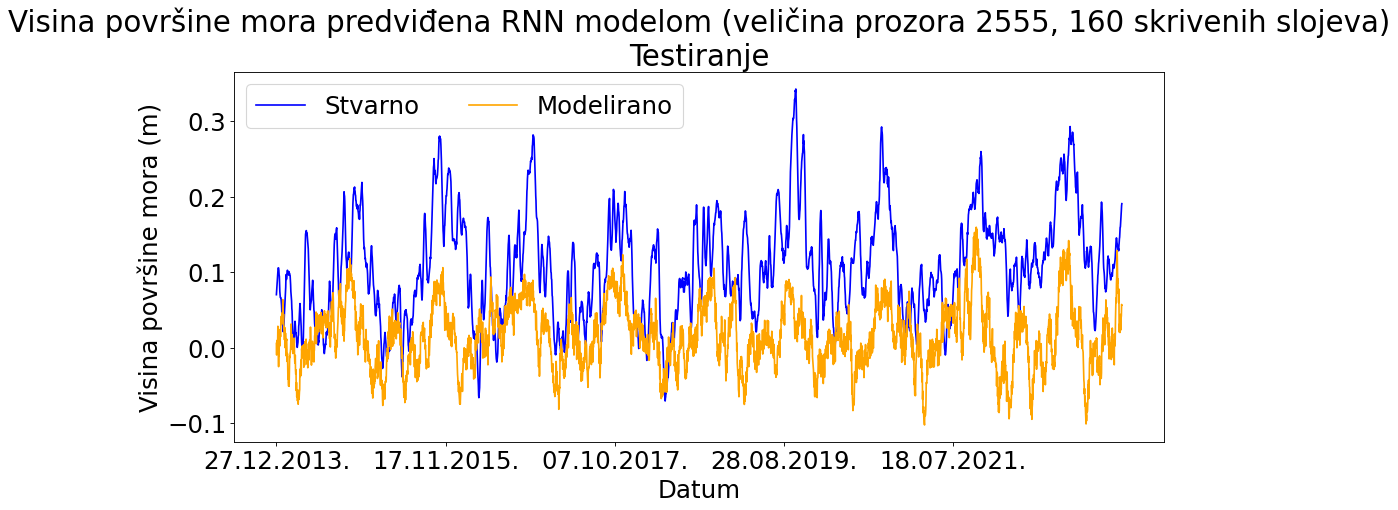 Visina površine mora predviđena RNN modelom (veličina prozora 2555, 160 skrivenih slojeva)
Testiranje
Stvarno Modelirano
Visina površine mora (m)
0.3
0.2
0.1
0.0
−0.1
27.12.2013. 17.11.2015. 07.10.2017. 28.08.2019. 18.07.2021.
Datum